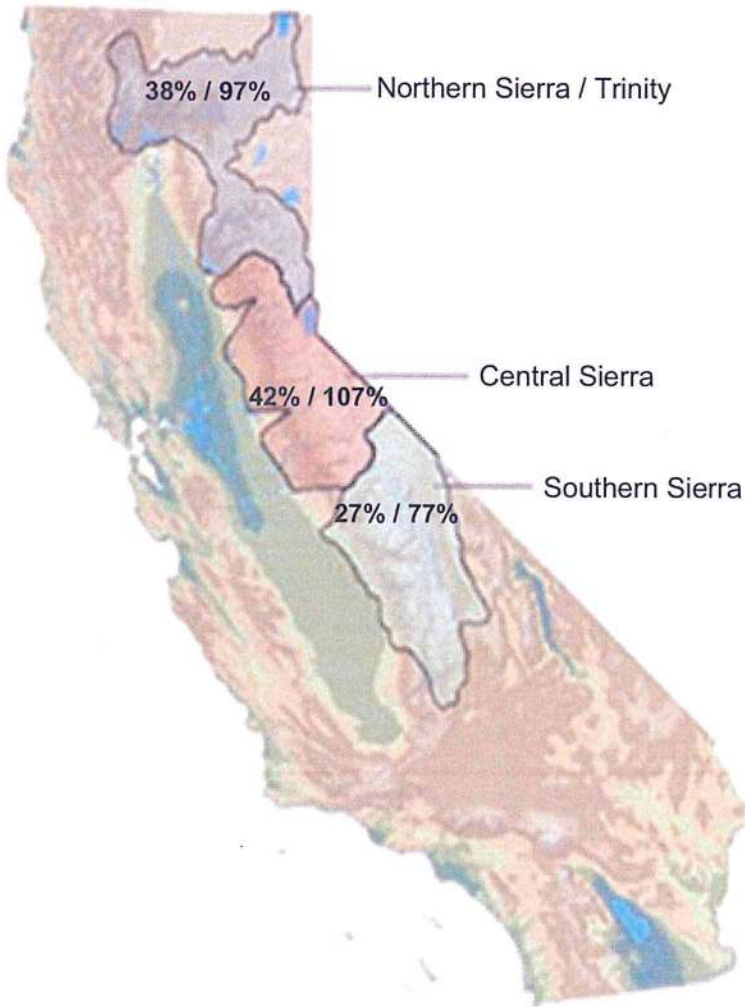 38% / 97%
Northern Sierra / Trinity
42% / 107%
Central Sierra
27% / 77%
Southern Sierra